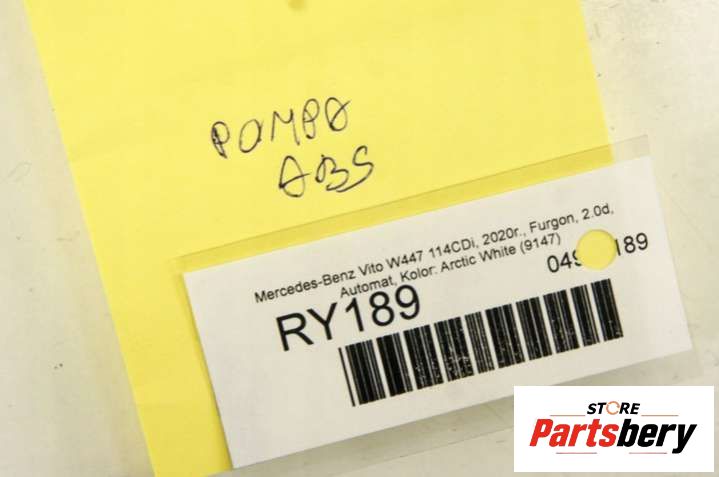 POMPA
ABS
Mercedes-Benz Vito W447 114CDi, 2020r., Furgon, 2.0d,
Automat, Kolor: Arctic White (9147)
RY189
STORE
Partsbery